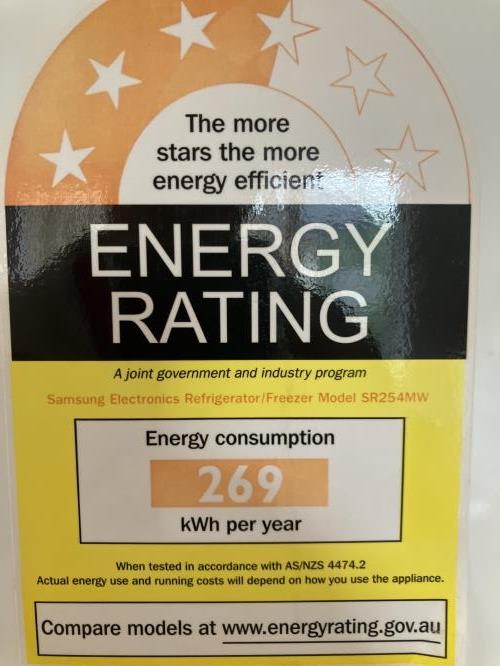 The more
stars the more
energy efficient
ENERGY
RATING
A joint government and industry program
Samsung Electronics Refrigerator/Freezer Model SR254MW
Energy consumption
269
kWh per year
When tested in accordance with AS/NZS 4474.2
Actual energy use and running costs will depend on how you use the appliance.
Compare models at www.energyrating.gov.au